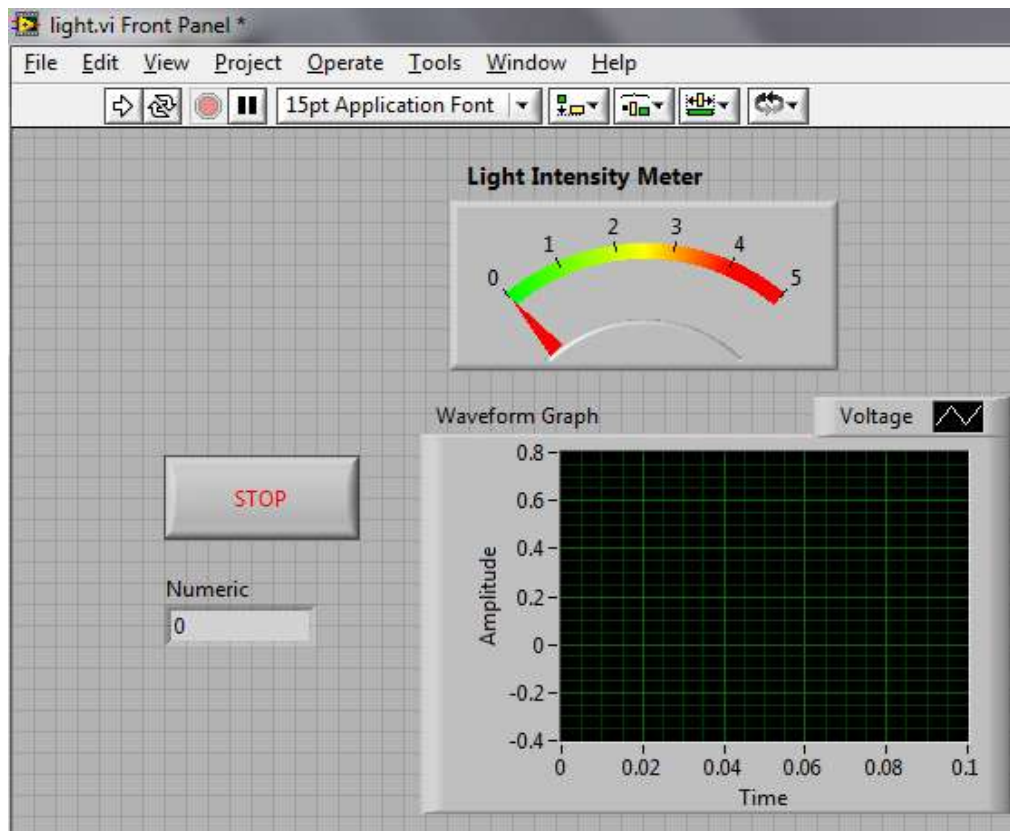 light.vi Front Panel *
File Edit View Project Operate Tools Window Help
15pt Application Font
Light Intensity Meter
0 1 2 3 4 5
Waveform Graph
Voltage
STOP
Numeric
0
Amplitude
0.8
0.6
0.4
0.2
0
-0.2
-0.4
0 0.02 0.04 0.06 0.08 0.1
Time